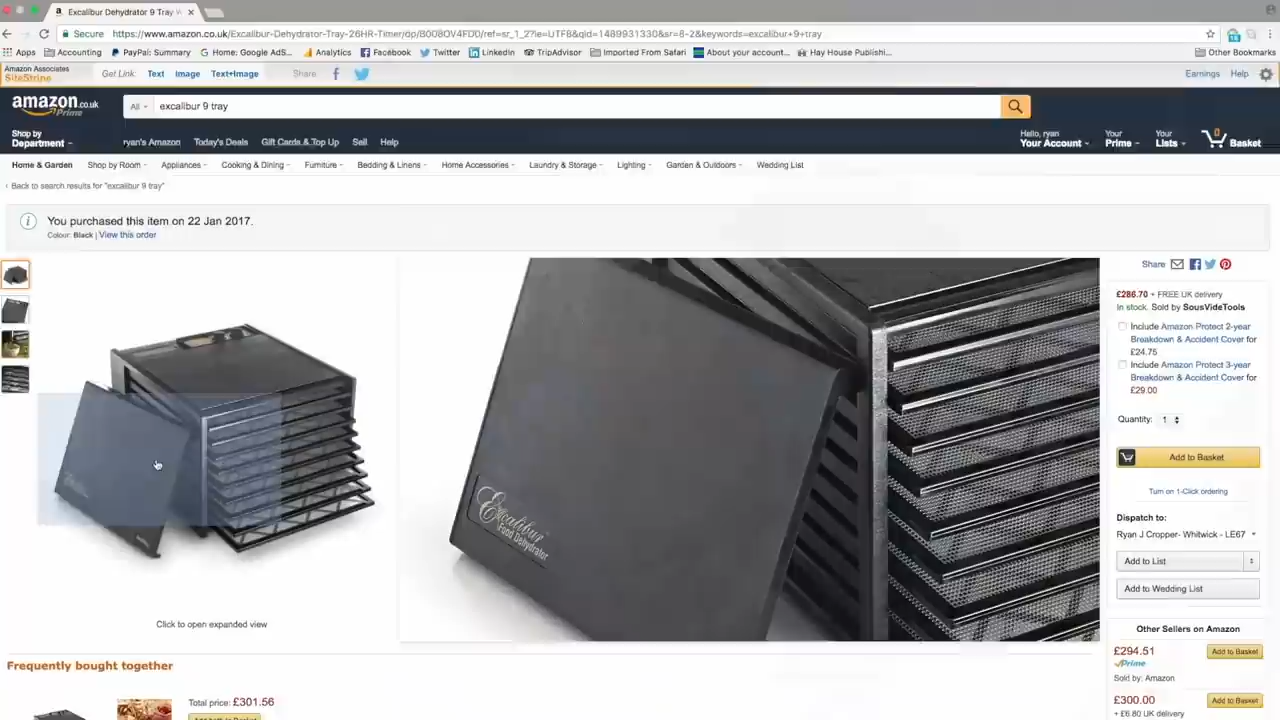 Excalibur Dehydrator 9 Tray
Secure
https://www.amazon.co.uk/Excalibur-Dehydrator-Tray-26HR-Timer/dp/B008OV4FD0/ref=sr_1_2?ie=UTF8&qid=1489931330&sr=8-2&keywords=excalibur+9+tray
Apps Accounting PayPal: Summary Home: Google AdS... Analytics Facebook Twitter LinkedIn TripAdvisor Imported From Safari About your account... Hay House Publishi... Other Bookmarks
Amazon Associates
SiteStripe
Get Link: Text Image Text+Image Share Earnings Help
amazon.co.uk
Prime
All excalibur 9 tray
Shop by
Department
ryan's Amazon Today's Deals Gift Cards & Top Up Sell Help
Hello, ryan
Your Account
Your
Prime
Your
Lists
0
Basket
Home & Garden Shop by Room Appliances Cooking & Dining Furniture Bedding & Linens Home Accessories Laundry & Storage Lighting Garden & Outdoors Wedding List
‹ Back to search results for "excalibur 9 tray"
You purchased this item on 22 Jan 2017.
Colour: Black | View this order
Excalibur
Food Dehydrator
Click to open expanded view
Frequently bought together
Total price: £301.56
Share
£286.70 + FREE UK delivery
In stock. Sold by SousVideTools
Include Amazon Protect 2-year
Breakdown & Accident Cover for
£24.75
Include Amazon Protect 3-year
Breakdown & Accident Cover for
£29.00
Quantity: 1
Add to Basket
Turn on 1-Click ordering
Dispatch to:
Ryan J Cropper- Whitwick - LE67
Add to List
Add to Wedding List
Other Sellers on Amazon
£294.51 Add to Basket
Prime
Sold by: Amazon
£300.00 Add to Basket
+ £6.80 UK delivery